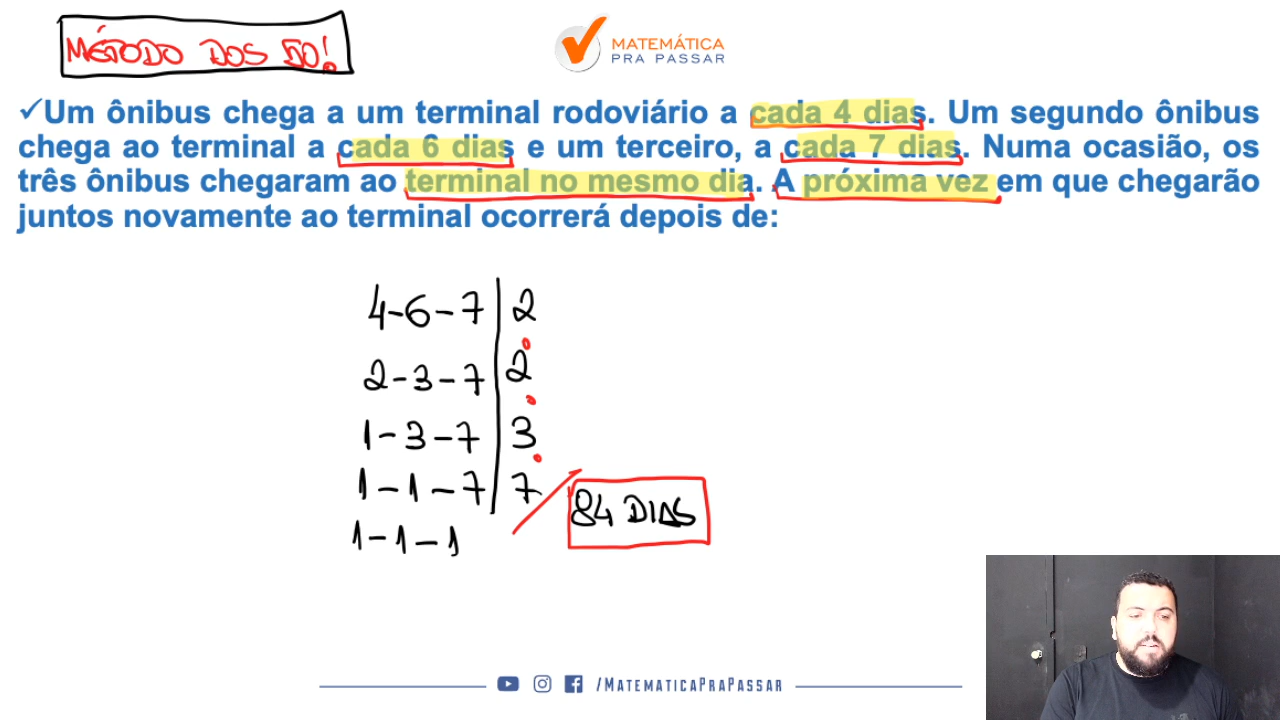 MÉTODO DOS 50!
MATEMÁTICA
PRA PASSAR
✓Um ônibus chega a um terminal rodoviário a cada 4 dias. Um segundo ônibus
chega ao terminal a cada 6 dias e um terceiro, a cada 7 dias. Numa ocasião, os
três ônibus chegaram ao terminal no mesmo dia. A próxima vez em que chegarão
juntos novamente ao terminal ocorrerá depois de:
4-6-7 | 2
2-3-7 | 2
1-3-7 | 3
1-1-7 | 7
84 DIAS
1-1-1
/MATEMATICAPRAPASSAR